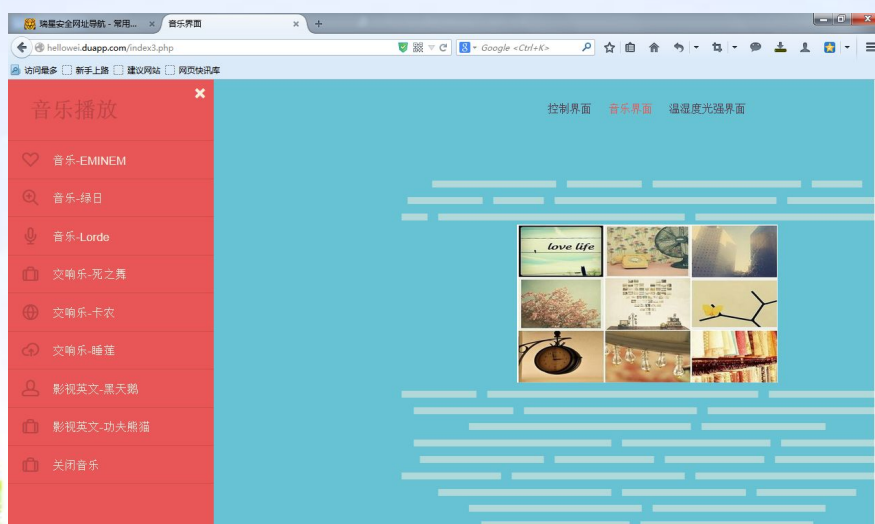 瑞星安全网址导航 - 常用...
音乐界面
hellowei.duapp.com/index3.php
Google <Ctrl+K>
访问最多 新手上路 建议网站 网页快讯库
音乐播放
控制界面 音乐界面 温湿度光强界面
音乐-EMINEM
音乐-绿日
音乐-Lorde
交响乐-死之舞
交响乐-卡农
交响乐-睡莲
影视英文-黑天鹅
影视英文-功夫熊猫
关闭音乐
love life